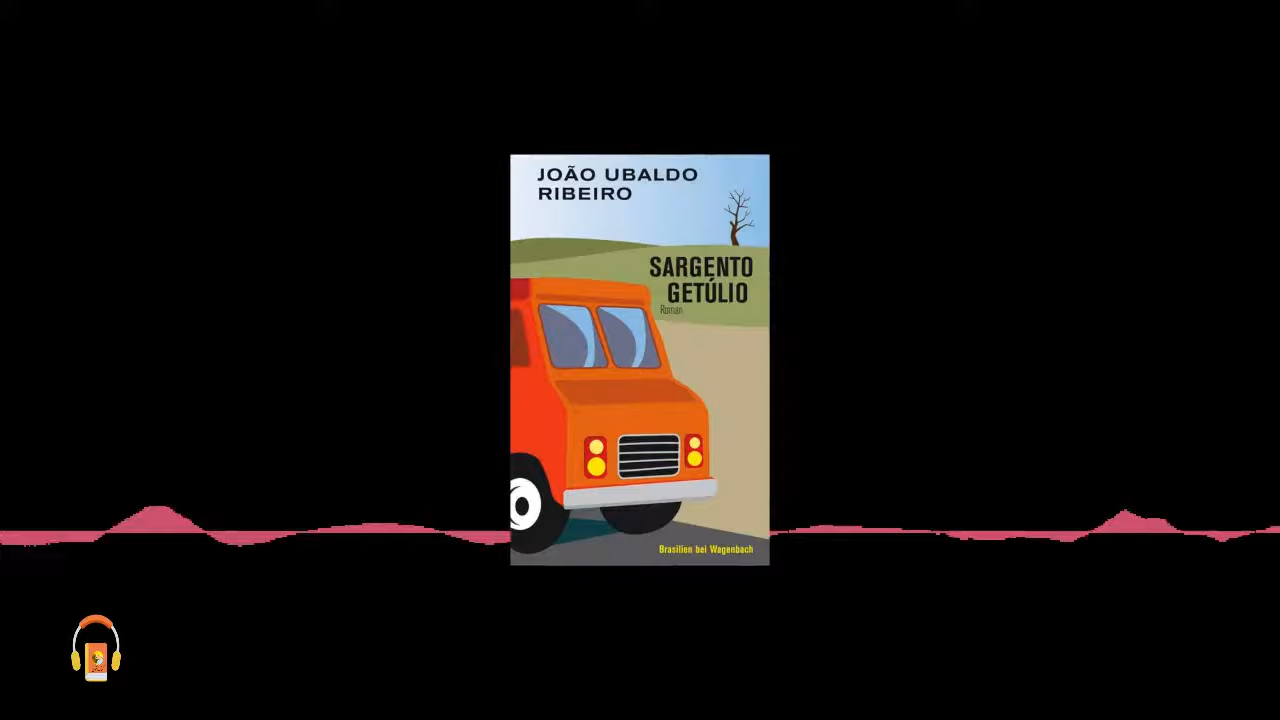 JOÃO UBALDO
RIBEIRO
SARGENTO
GETÚLIO
Roman
Brasilien bei Wagenbach